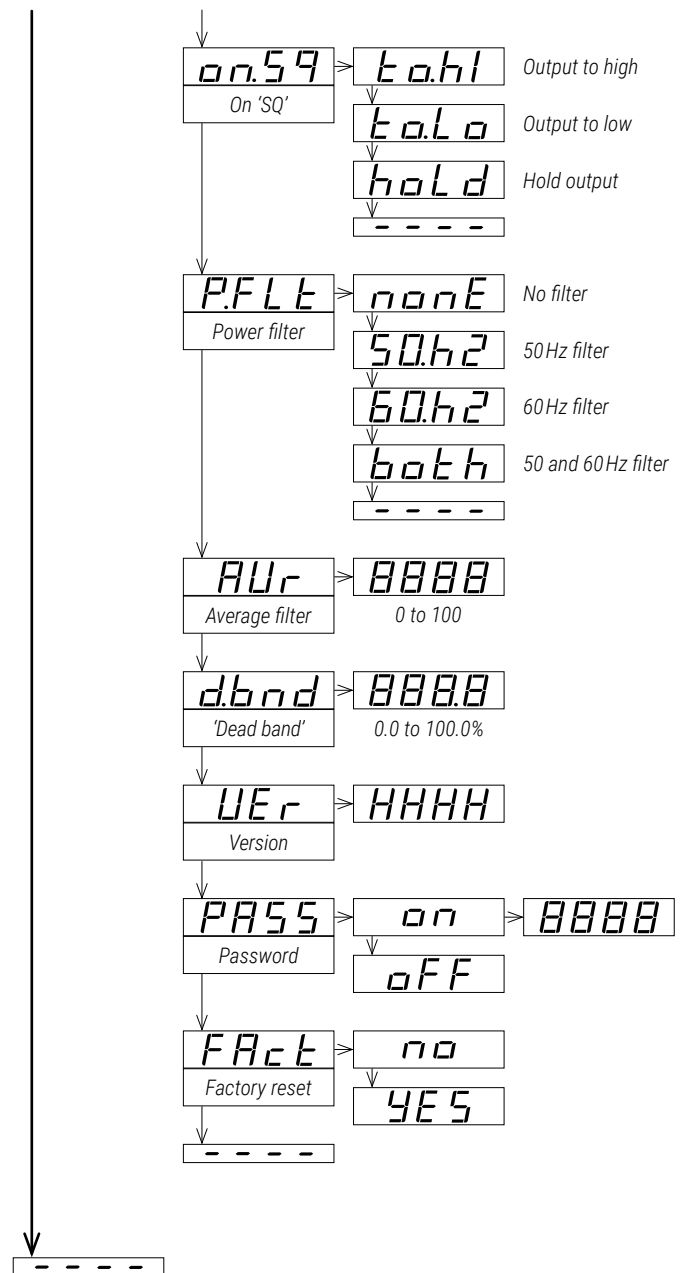 on.S9 to.hI Output to high
On ‘SQ’
to.Lo Output to low
hoLd Hold output
- - - -
P.FLt nonE No filter
Power filter
50.h2 50Hz filter
60.h2 60Hz filter
both 50 and 60Hz filter
- - - -
AUr 8888
Average filter 0 to 100
d.bnd 888.8
‘Dead band’ 0.0 to 100.0%
UEr HHHH
Version
PASS on 8888
Password
oFF
FAct no
Factory reset
YES
- - - -
- - - -